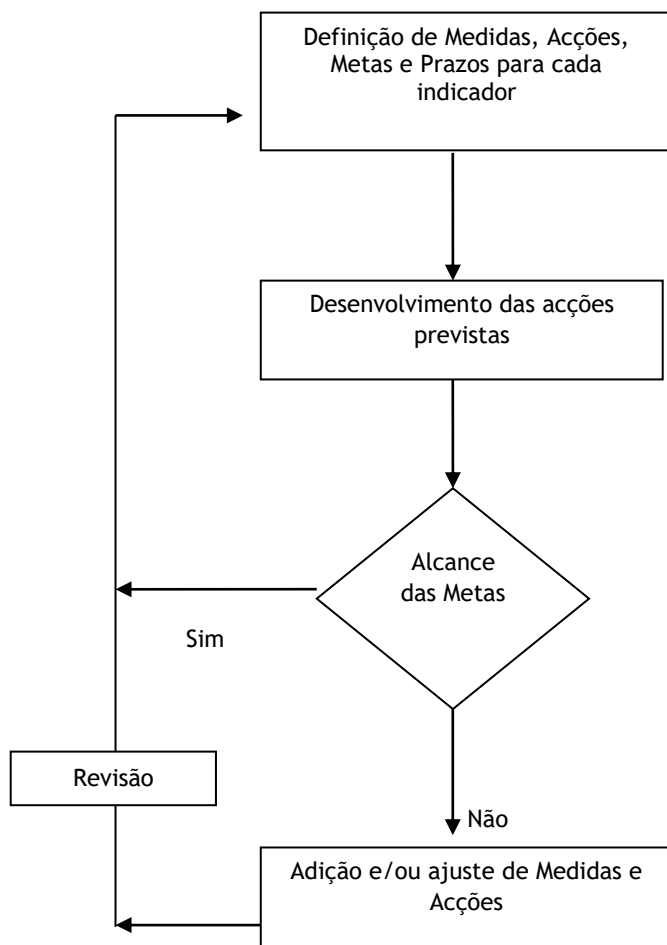 Definição de Medidas, Acções,
Metas e Prazos para cada
indicador
Desenvolvimento das acções
previstas
Alcance
das Metas
Sim
Revisão
Não
Adição e/ou ajuste de Medidas e
Acções